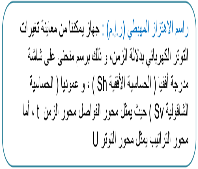 راسم الاهتزاز المهبطي (ر.إ.م) : جهاز يمكننا من معاينة تغيرات
التوتر الكهربائي بدلالة الزمن، و ذلك برسم منحنى على شاشة
مدرجة أفقيا ( الحساسية الأفقية Sh ) ، و عموديا ( الحساسية
الشاقولية Sv ) حيث يمثل محور الفواصل محور الزمن t ، أما
محور التراتيب يمثل محور التوتر U